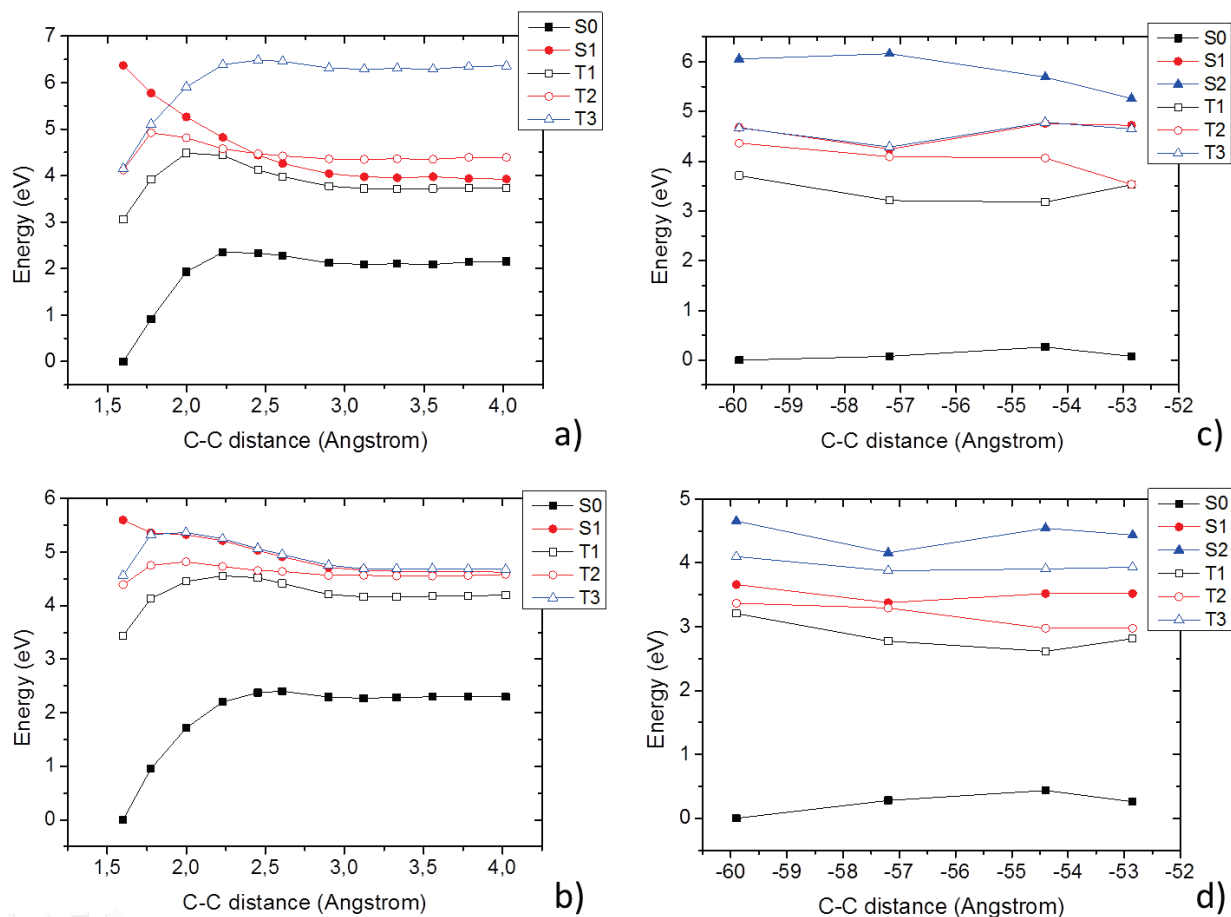 7
6
5
4
3
2
1
0
Energy (eV)
1,5 2,0 2,5 3,0 3,5 4,0
C-C distance (Angstrom)
S0
S1
T1
T2
T3
a)
6
5
4
3
2
1
0
Energy (eV)
-60 -59 -58 -57 -56 -55 -54 -53 -52
C-C distance (Angstrom)
S0
S1
S2
T1
T2
T3
c)
6
5
4
3
2
1
0
Energy (eV)
1,5 2,0 2,5 3,0 3,5 4,0
C-C distance (Angstrom)
S0
S1
T1
T2
T3
b)
5
4
3
2
1
0
Energy (eV)
-60 -59 -58 -57 -56 -55 -54 -53 -52
C-C distance (Angstrom)
S0
S1
S2
T1
T2
T3
d)